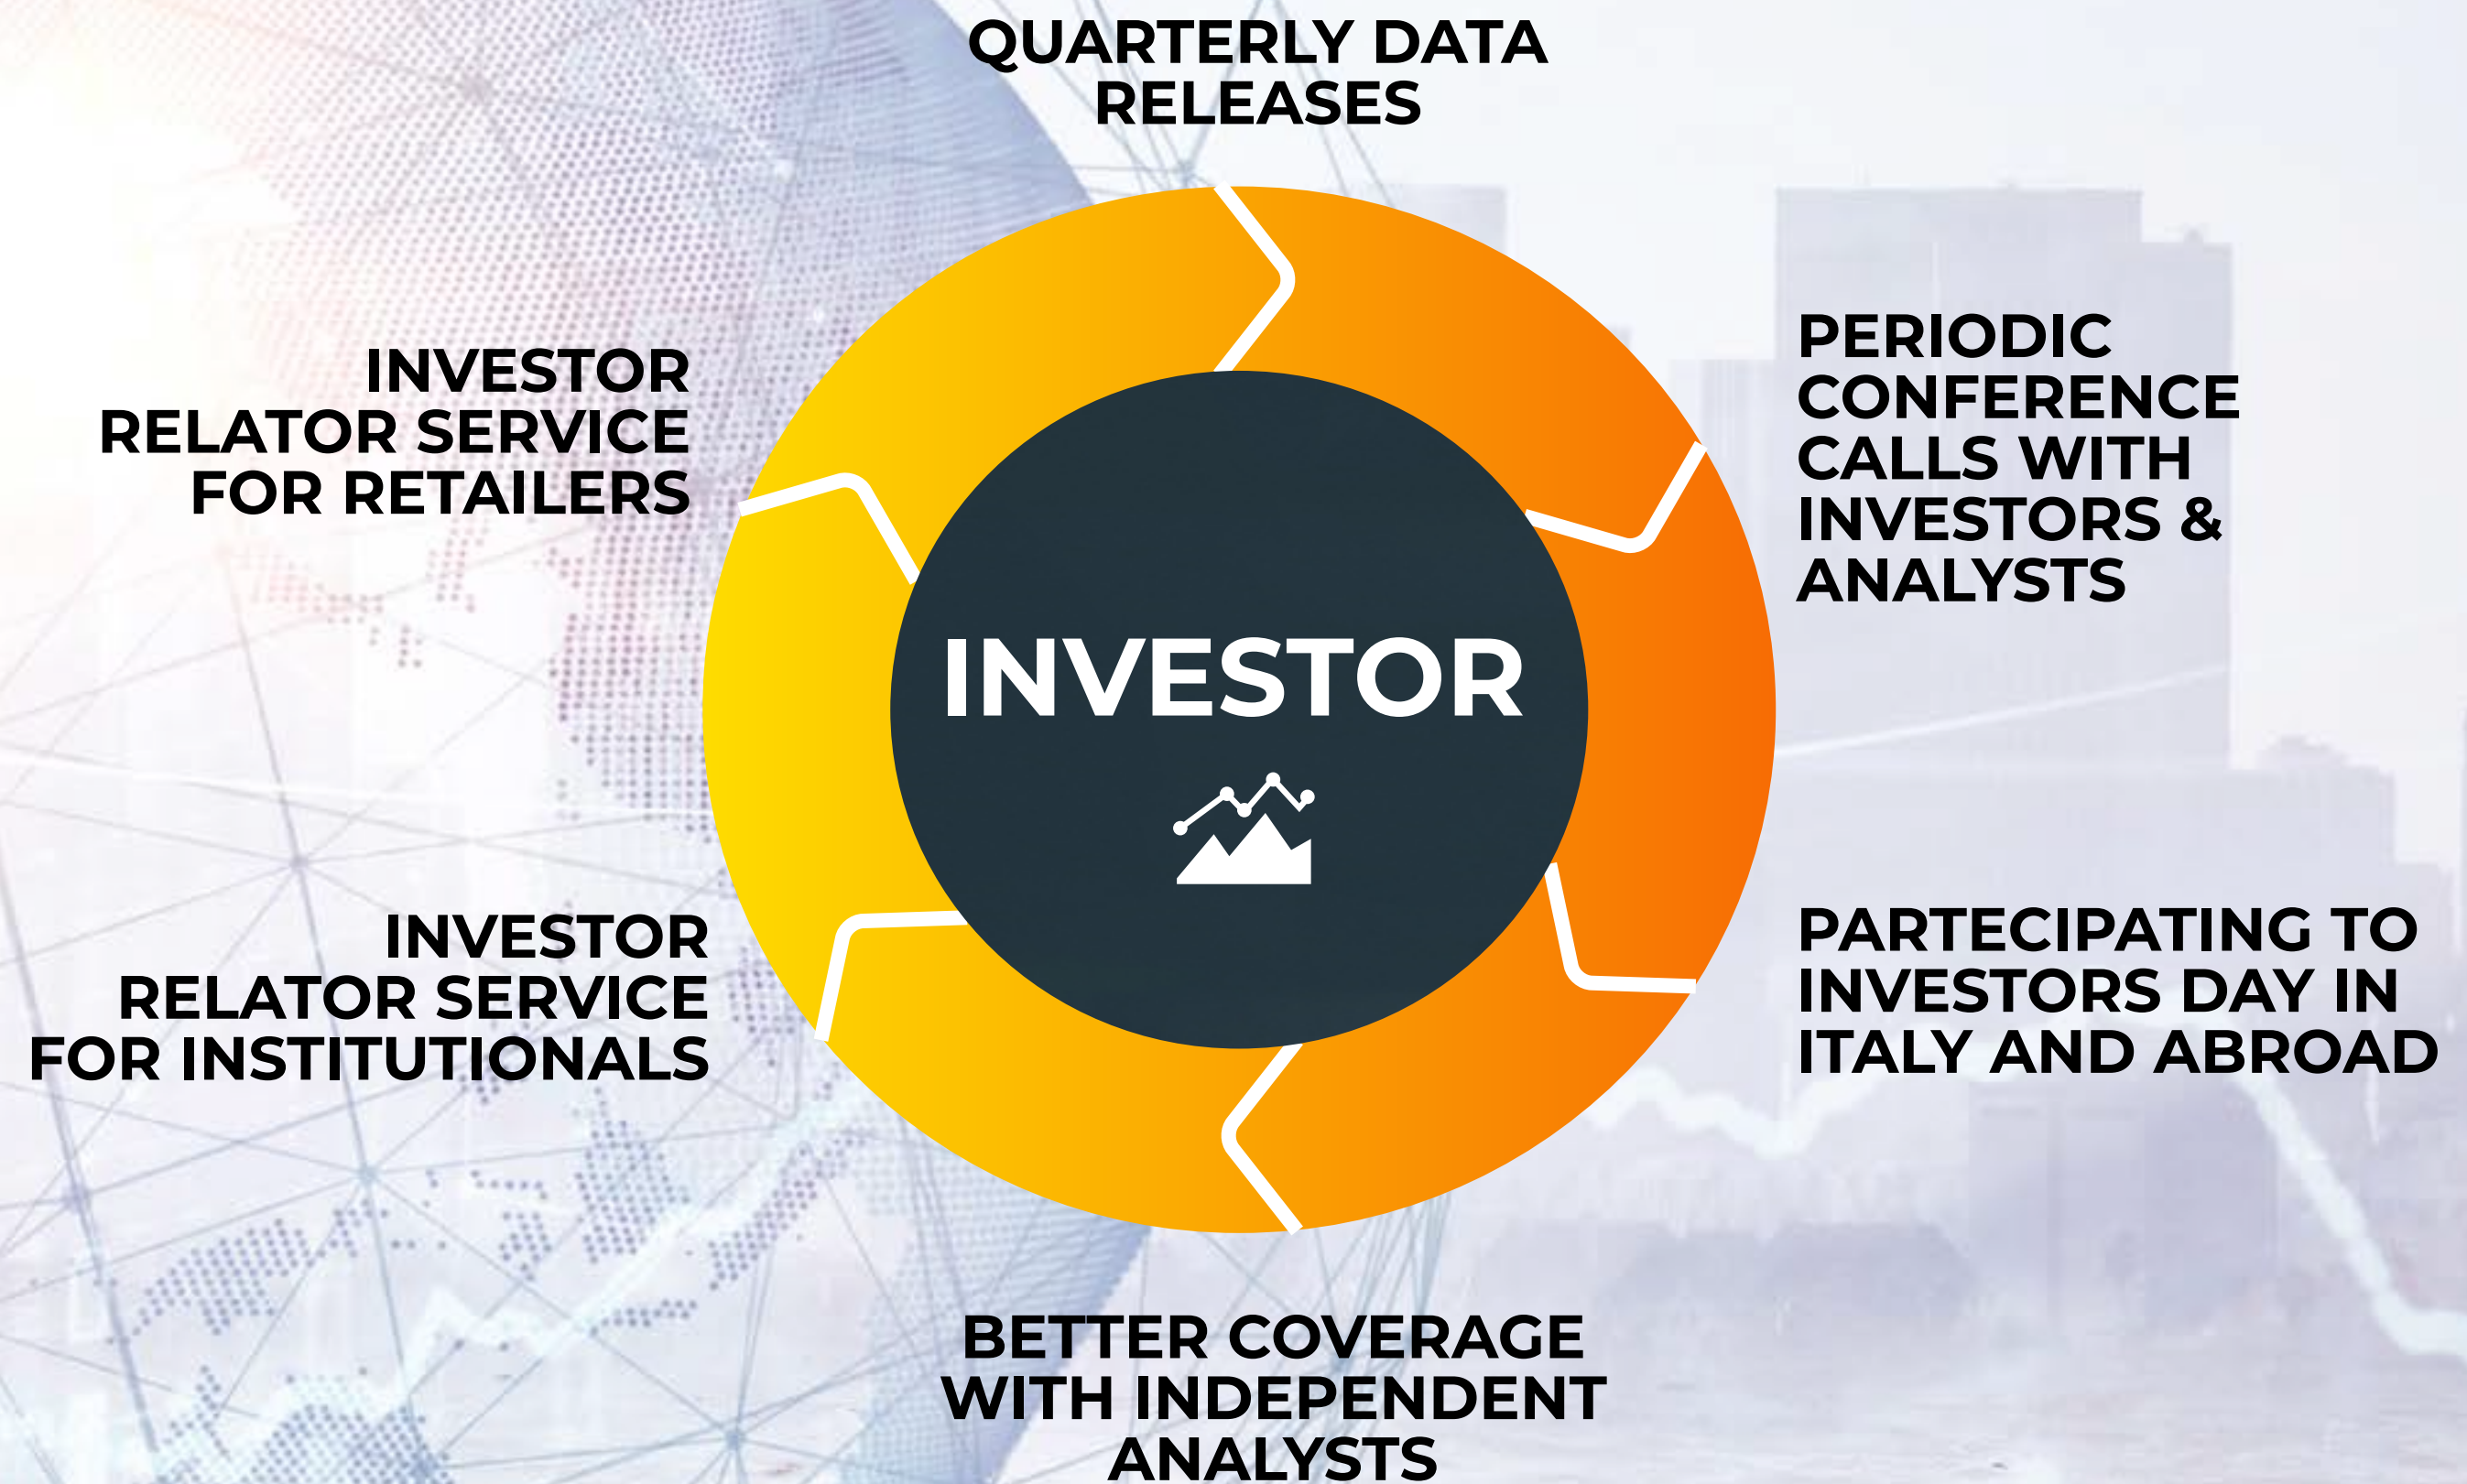 QUARTERLY DATA
RELEASES
PERIODIC
CONFERENCE
CALLS WITH
INVESTORS &
ANALYSTS
PARTECIPATING TO
INVESTORS DAY IN
ITALY AND ABROAD
BETTER COVERAGE
WITH INDEPENDENT
ANALYSTS
INVESTOR
RELATOR SERVICE
FOR INSTITUTIONALS
INVESTOR
RELATOR SERVICE
FOR RETAILERS
INVESTOR